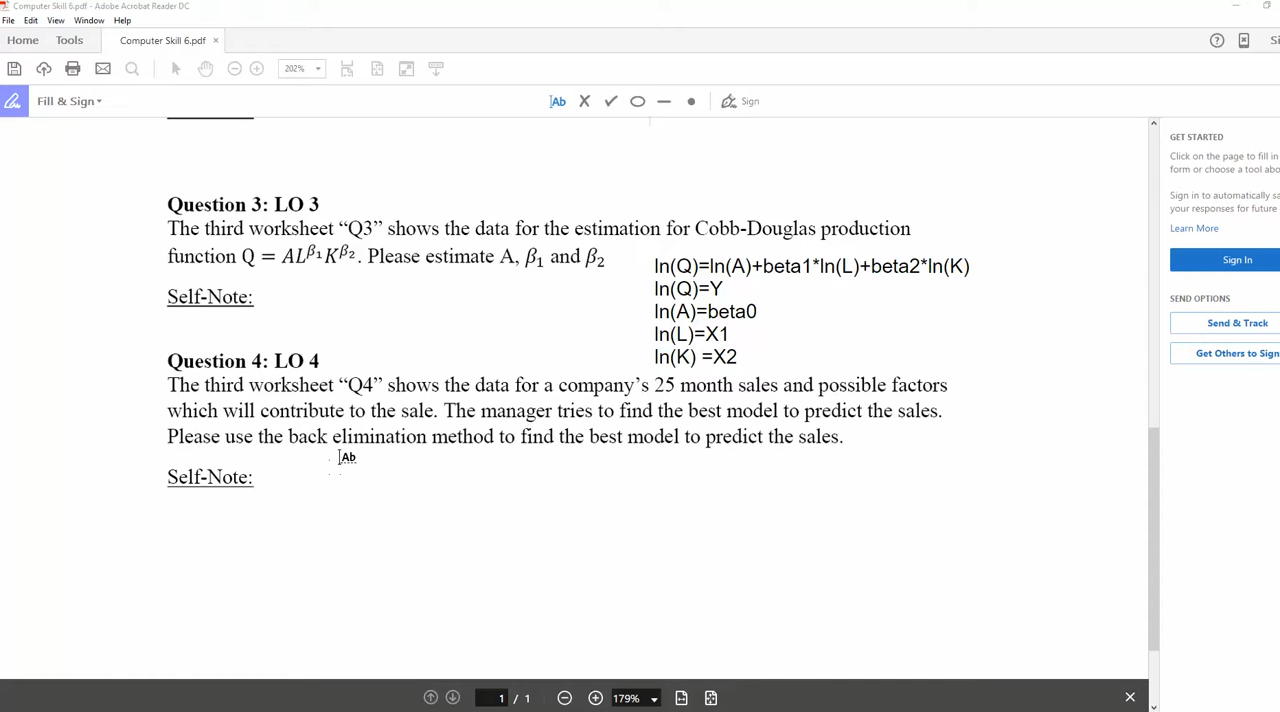 Computer Skill 6.pdf - Adobe Acrobat Reader DC
File Edit View Window Help
Home Tools Computer Skill 6.pdf ×
202%
Fill & Sign
Ab Sign
GET STARTED
Click on the page to fill in
form or choose a tool abo
Sign in to automatically sa
your responses for future
Learn More
Sign In
SEND OPTIONS
Send & Track
Get Others to Sign
Question 3: LO 3
The third worksheet “Q3” shows the data for the estimation for Cobb-Douglas production
function Q = AL^β₁K^β₂. Please estimate A, β₁ and β₂
ln(Q)=ln(A)+beta1*ln(L)+beta2*ln(K)
ln(Q)=Y
ln(A)=beta0
ln(L)=X1
ln(K) =X2
Self-Note:
Question 4: LO 4
The third worksheet “Q4” shows the data for a company’s 25 month sales and possible factors
which will contribute to the sale. The manager tries to find the best model to predict the sales.
Please use the back elimination method to find the best model to predict the sales.
Ab
Self-Note:
1 / 1 179%